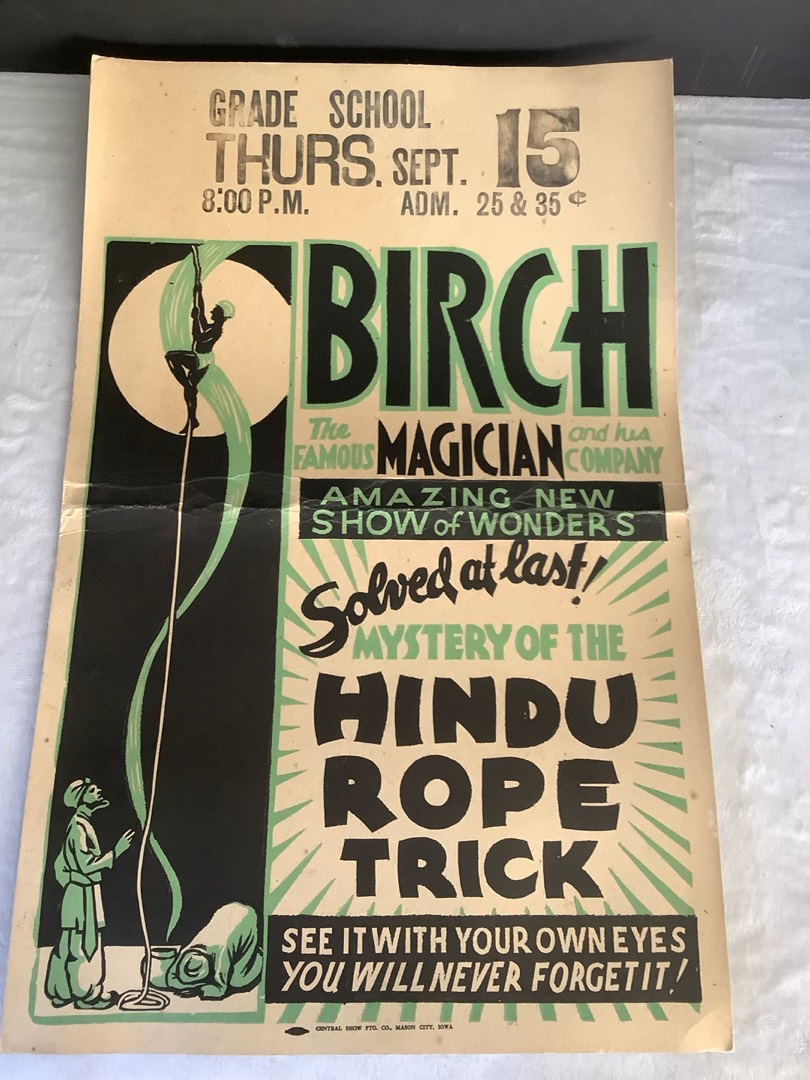 GRADE SCHOOL
THURS. SEPT. 15
8:00 P.M. ADM. 25 & 35 ¢
BIRCH
The FAMOUS MAGICIAN and his COMPANY
AMAZING NEW
SHOW of WONDERS
Solved at last!
MYSTERY OF THE
HINDU
ROPE
TRICK
SEE IT WITH YOUR OWN EYES
YOU WILL NEVER FORGET IT!
CENTRAL SHOW PTG. CO., MASON CITY, IOWA